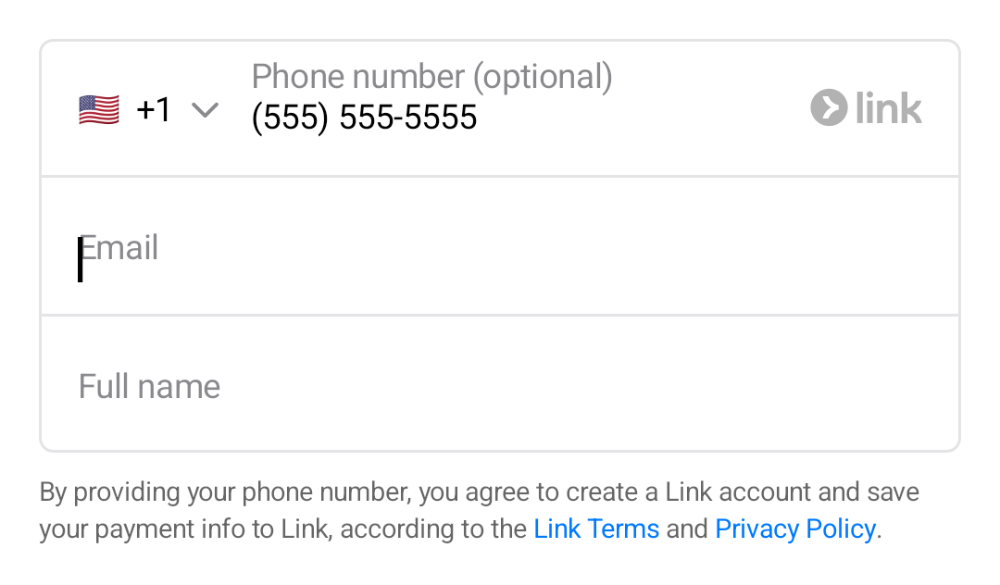 Phone number (optional)
+1 (555) 555-5555 link
Email
Full name
By providing your phone number, you agree to create a Link account and save
your payment info to Link, according to the Link Terms and Privacy Policy.